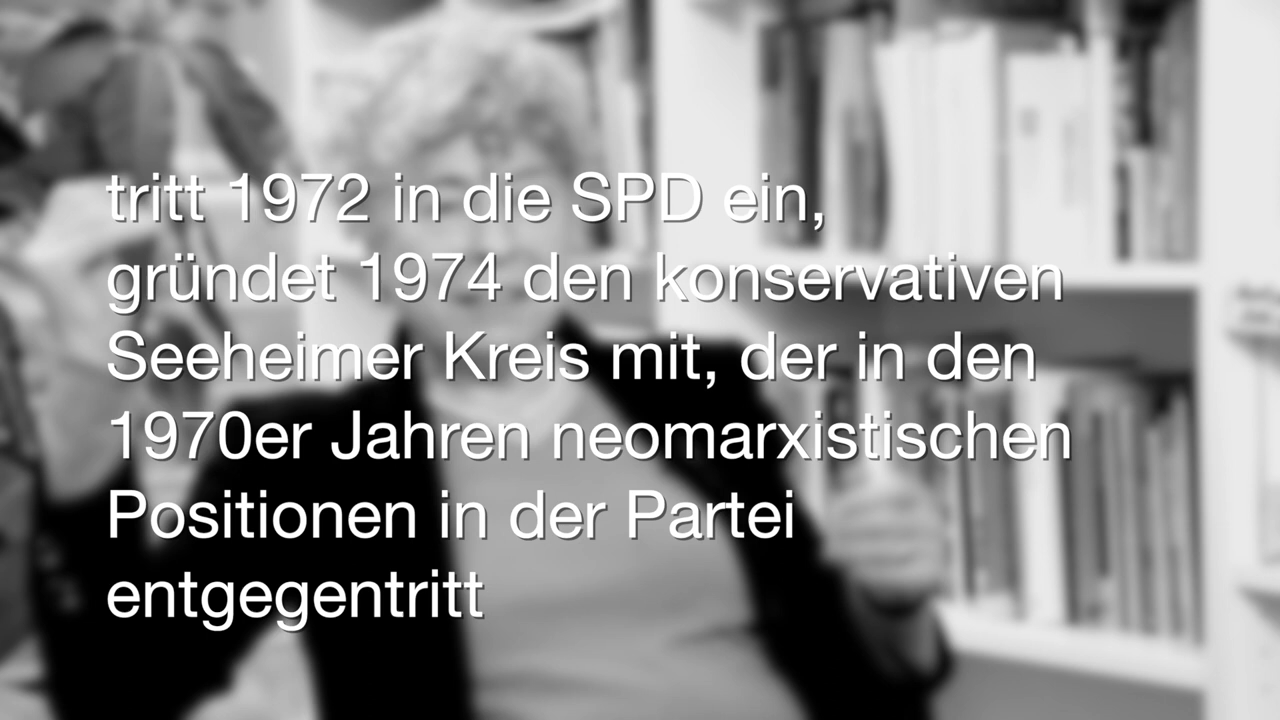 tritt 1972 in die SPD ein,
gründet 1974 den konservativen
Seeheimer Kreis mit, der in den
1970er Jahren neomarxistischen
Positionen in der Partei
entgegentritt